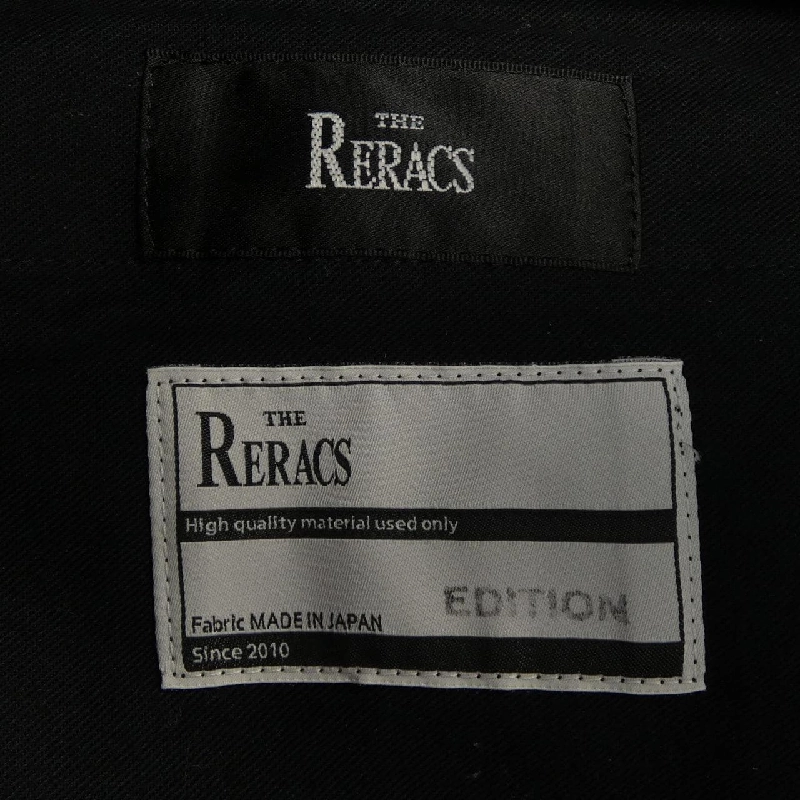 THE
RERACS
THE
RERACS
High quality material used only
EDITION
Fabric MADE IN JAPAN
Since 2010